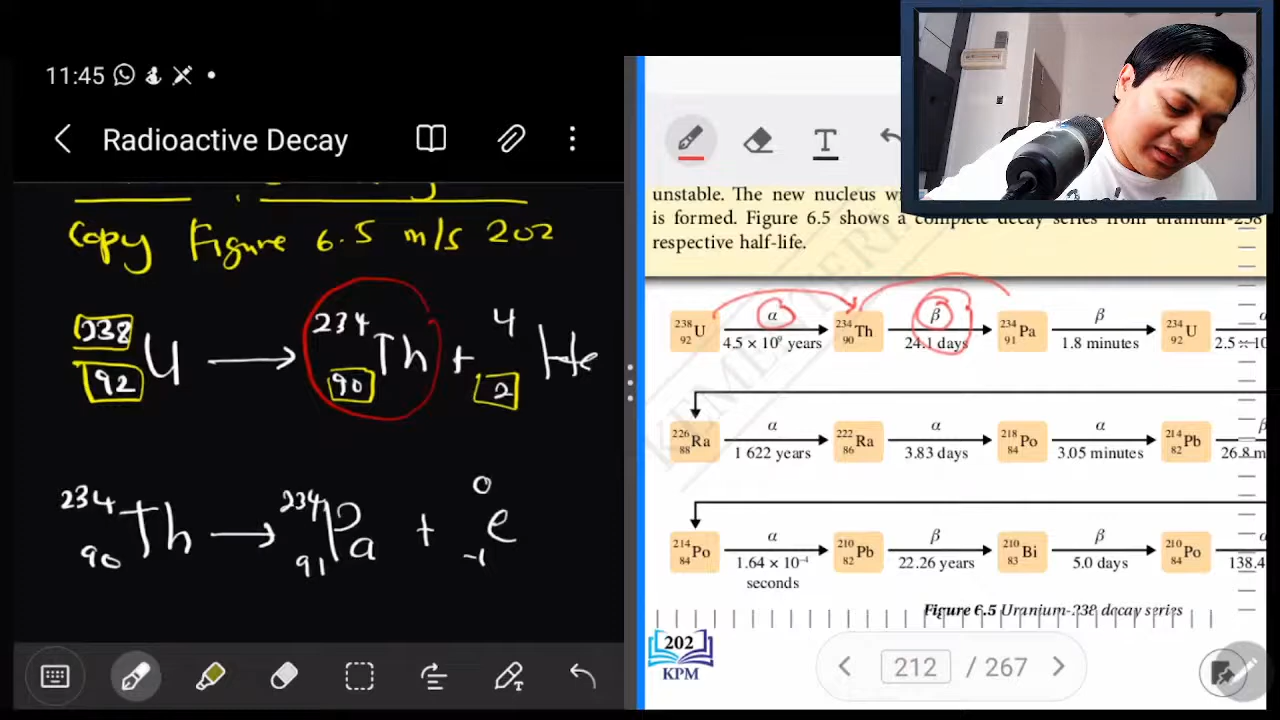 11:45
Radioactive Decay
Copy Figure 6.5 m/s 202
238 92 U → 234 90 Th + 4 2 He
234 90 Th → 234 91 Pa + 0 -1 e
T
unstable. The new nucleus
is formed. Figure 6.5 shows a complete decay series from uranium-238
respective half-life.
238 92 U α 4.5 × 10⁹ years 234 90 Th β 24.1 days 234 91 Pa β 1.8 minutes 234 92 U
226 88 Ra α 1 622 years 222 86 Ra α 3.83 days 218 84 Po α 3.05 minutes 214 82 Pb 26.8
214 84 Po α 1.64 × 10⁻⁴ seconds 210 82 Pb β 22.26 years 210 83 Bi β 5.0 days 210 84 Po 138.4
Figure 6.5 Uranium-238 decay series
202
KPM
212 / 267